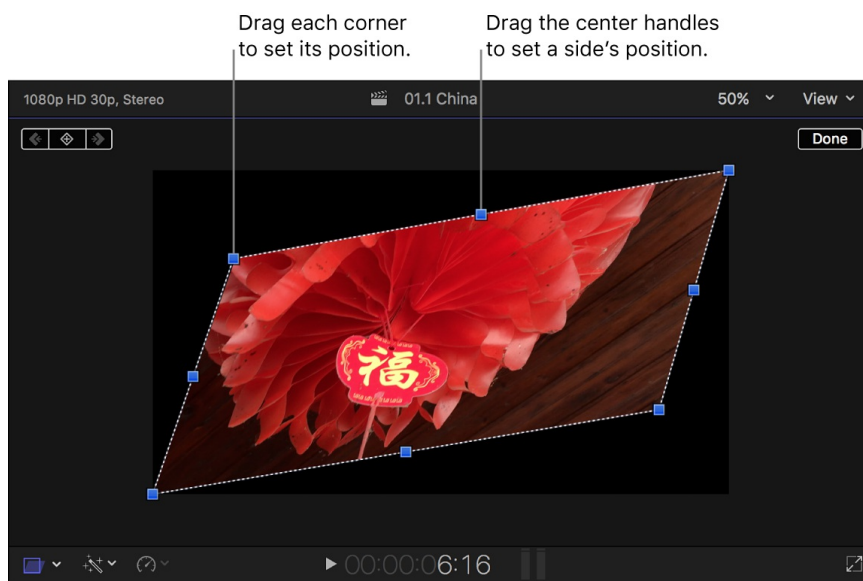 Drag each corner
to set its position.
Drag the center handles
to set a side’s position.
1080p HD 30p, Stereo
01.1 China
50%
View
Done
福
00:00:06:16